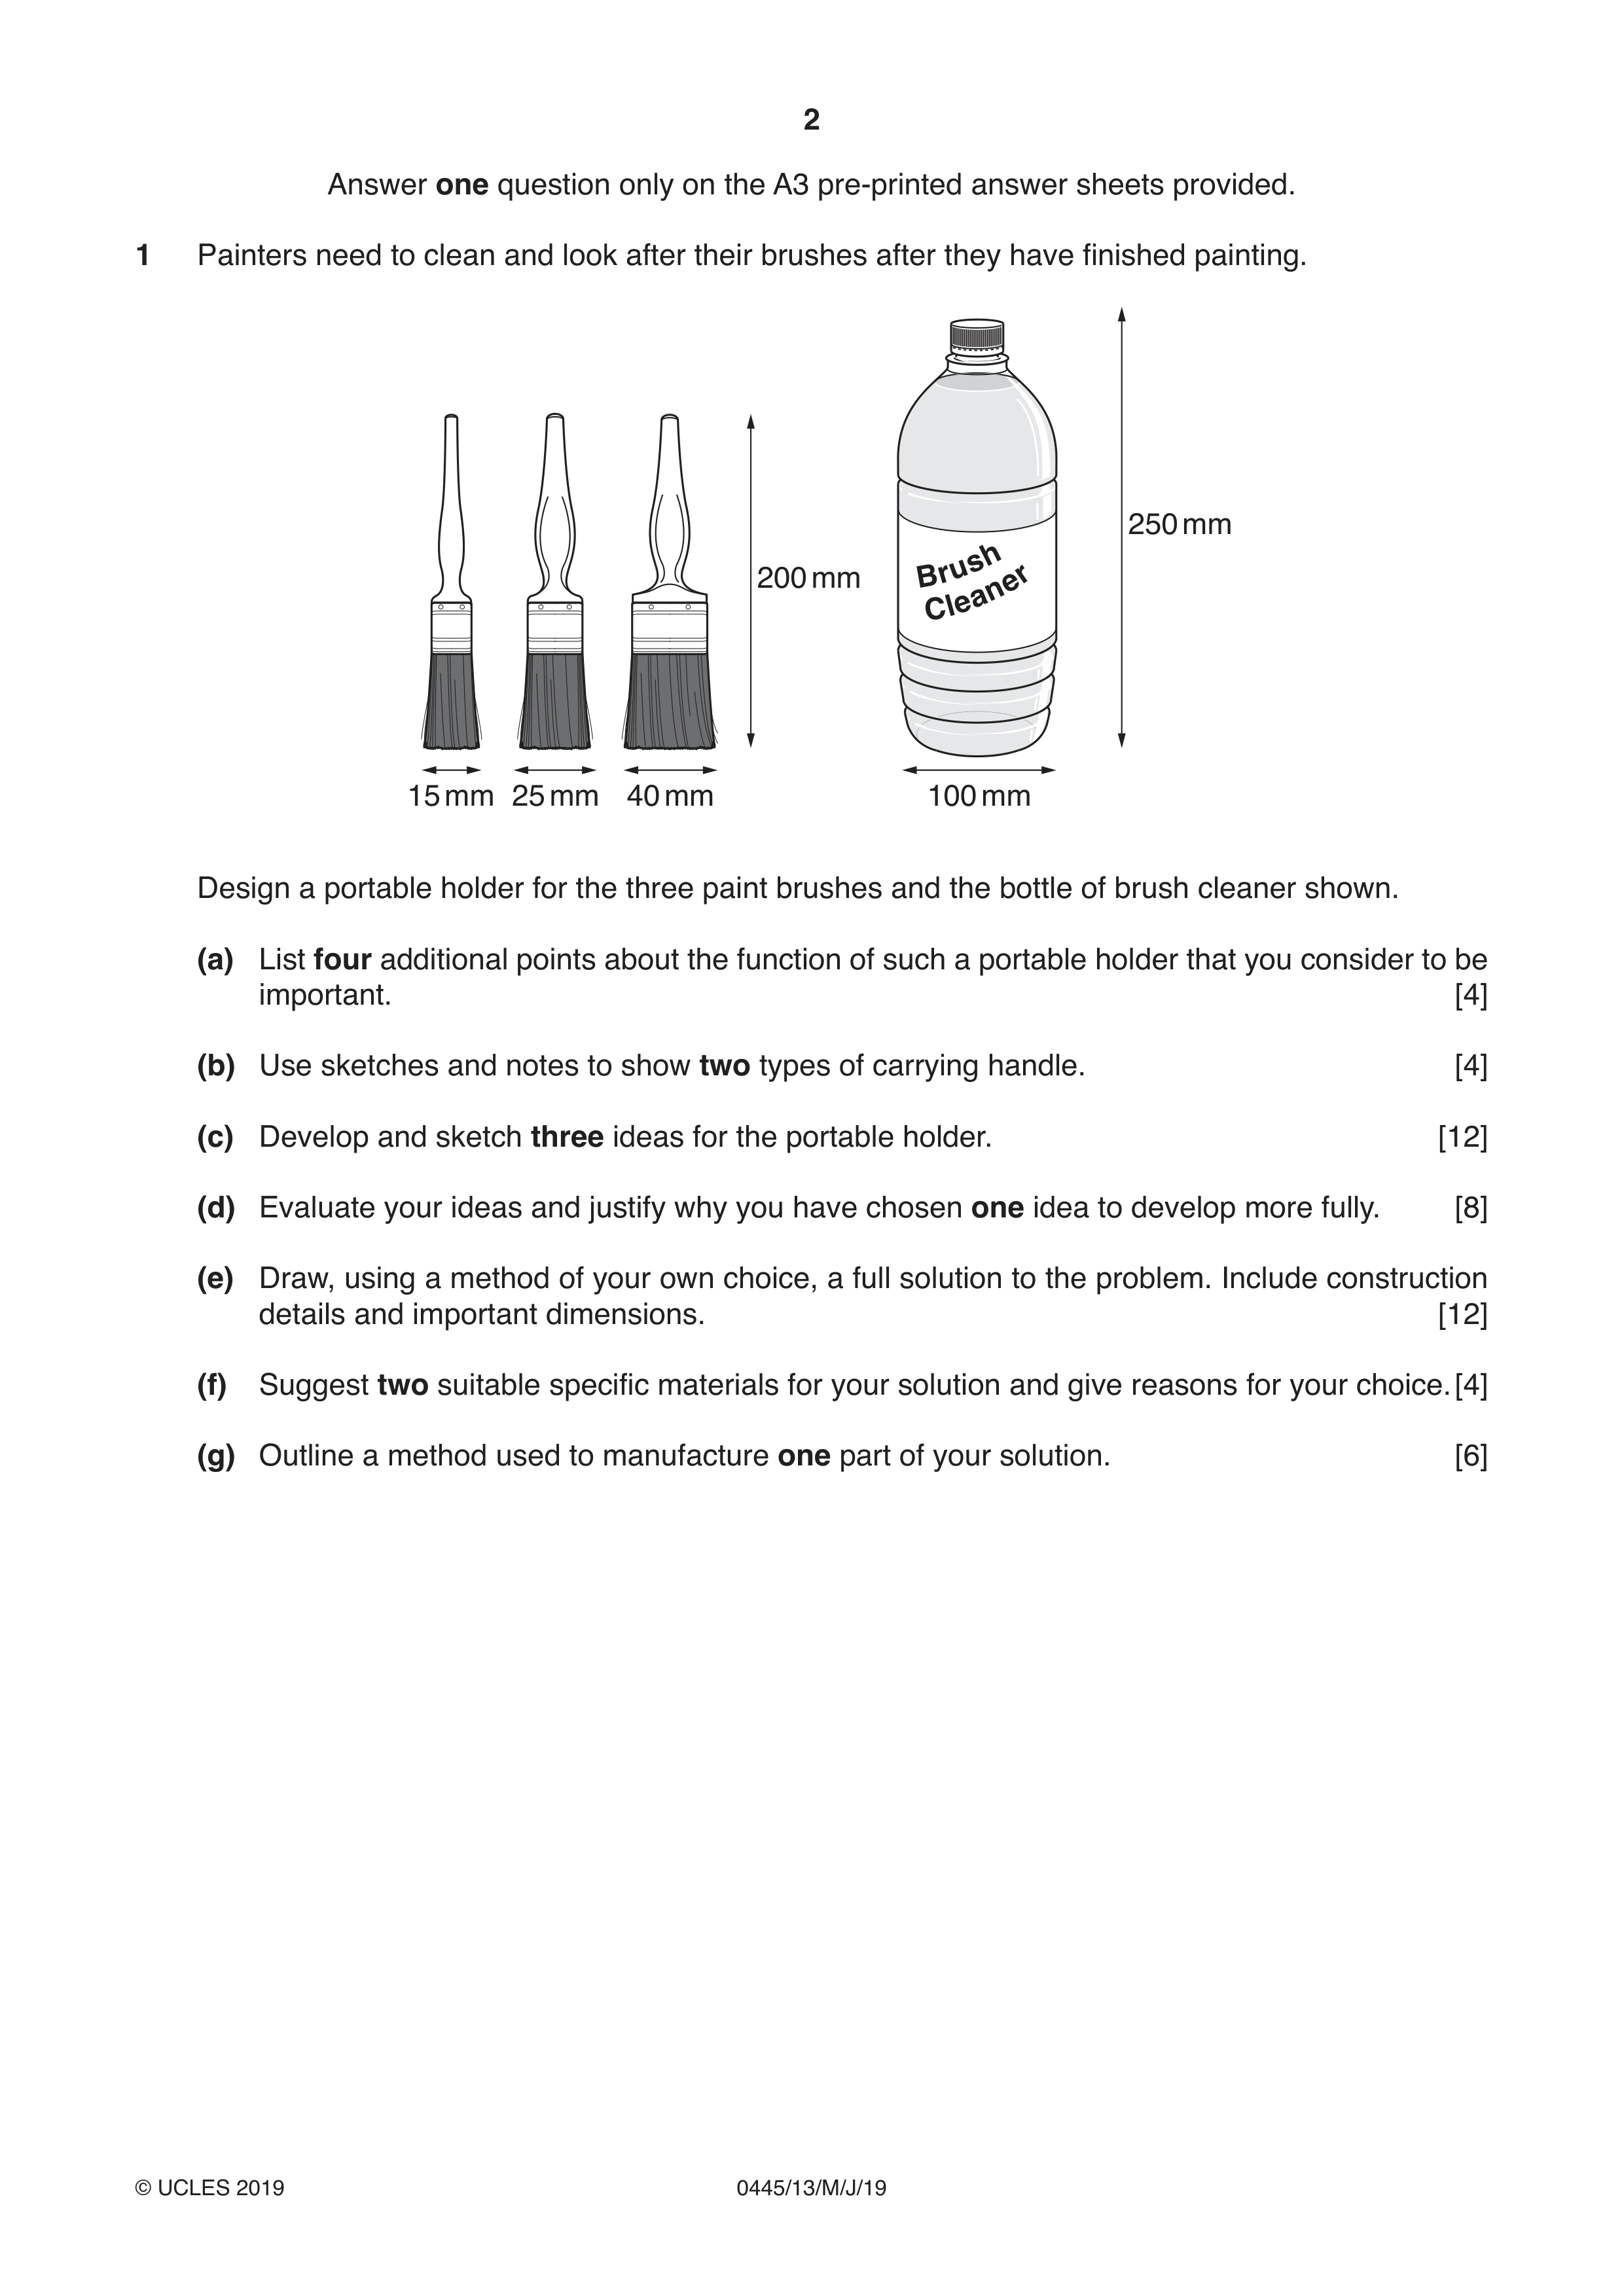 2
Answer one question only on the A3 pre-printed answer sheets provided.
1 Painters need to clean and look after their brushes after they have finished painting.
250 mm
Brush
Cleaner
200 mm
15 mm 25 mm 40 mm 100 mm
Design a portable holder for the three paint brushes and the bottle of brush cleaner shown.
(a) List four additional points about the function of such a portable holder that you consider to be
important. [4]
(b) Use sketches and notes to show two types of carrying handle. [4]
(c) Develop and sketch three ideas for the portable holder. [12]
(d) Evaluate your ideas and justify why you have chosen one idea to develop more fully. [8]
(e) Draw, using a method of your own choice, a full solution to the problem. Include construction
details and important dimensions. [12]
(f) Suggest two suitable specific materials for your solution and give reasons for your choice. [4]
(g) Outline a method used to manufacture one part of your solution. [6]
© UCLES 2019 0445/13/M/J/19